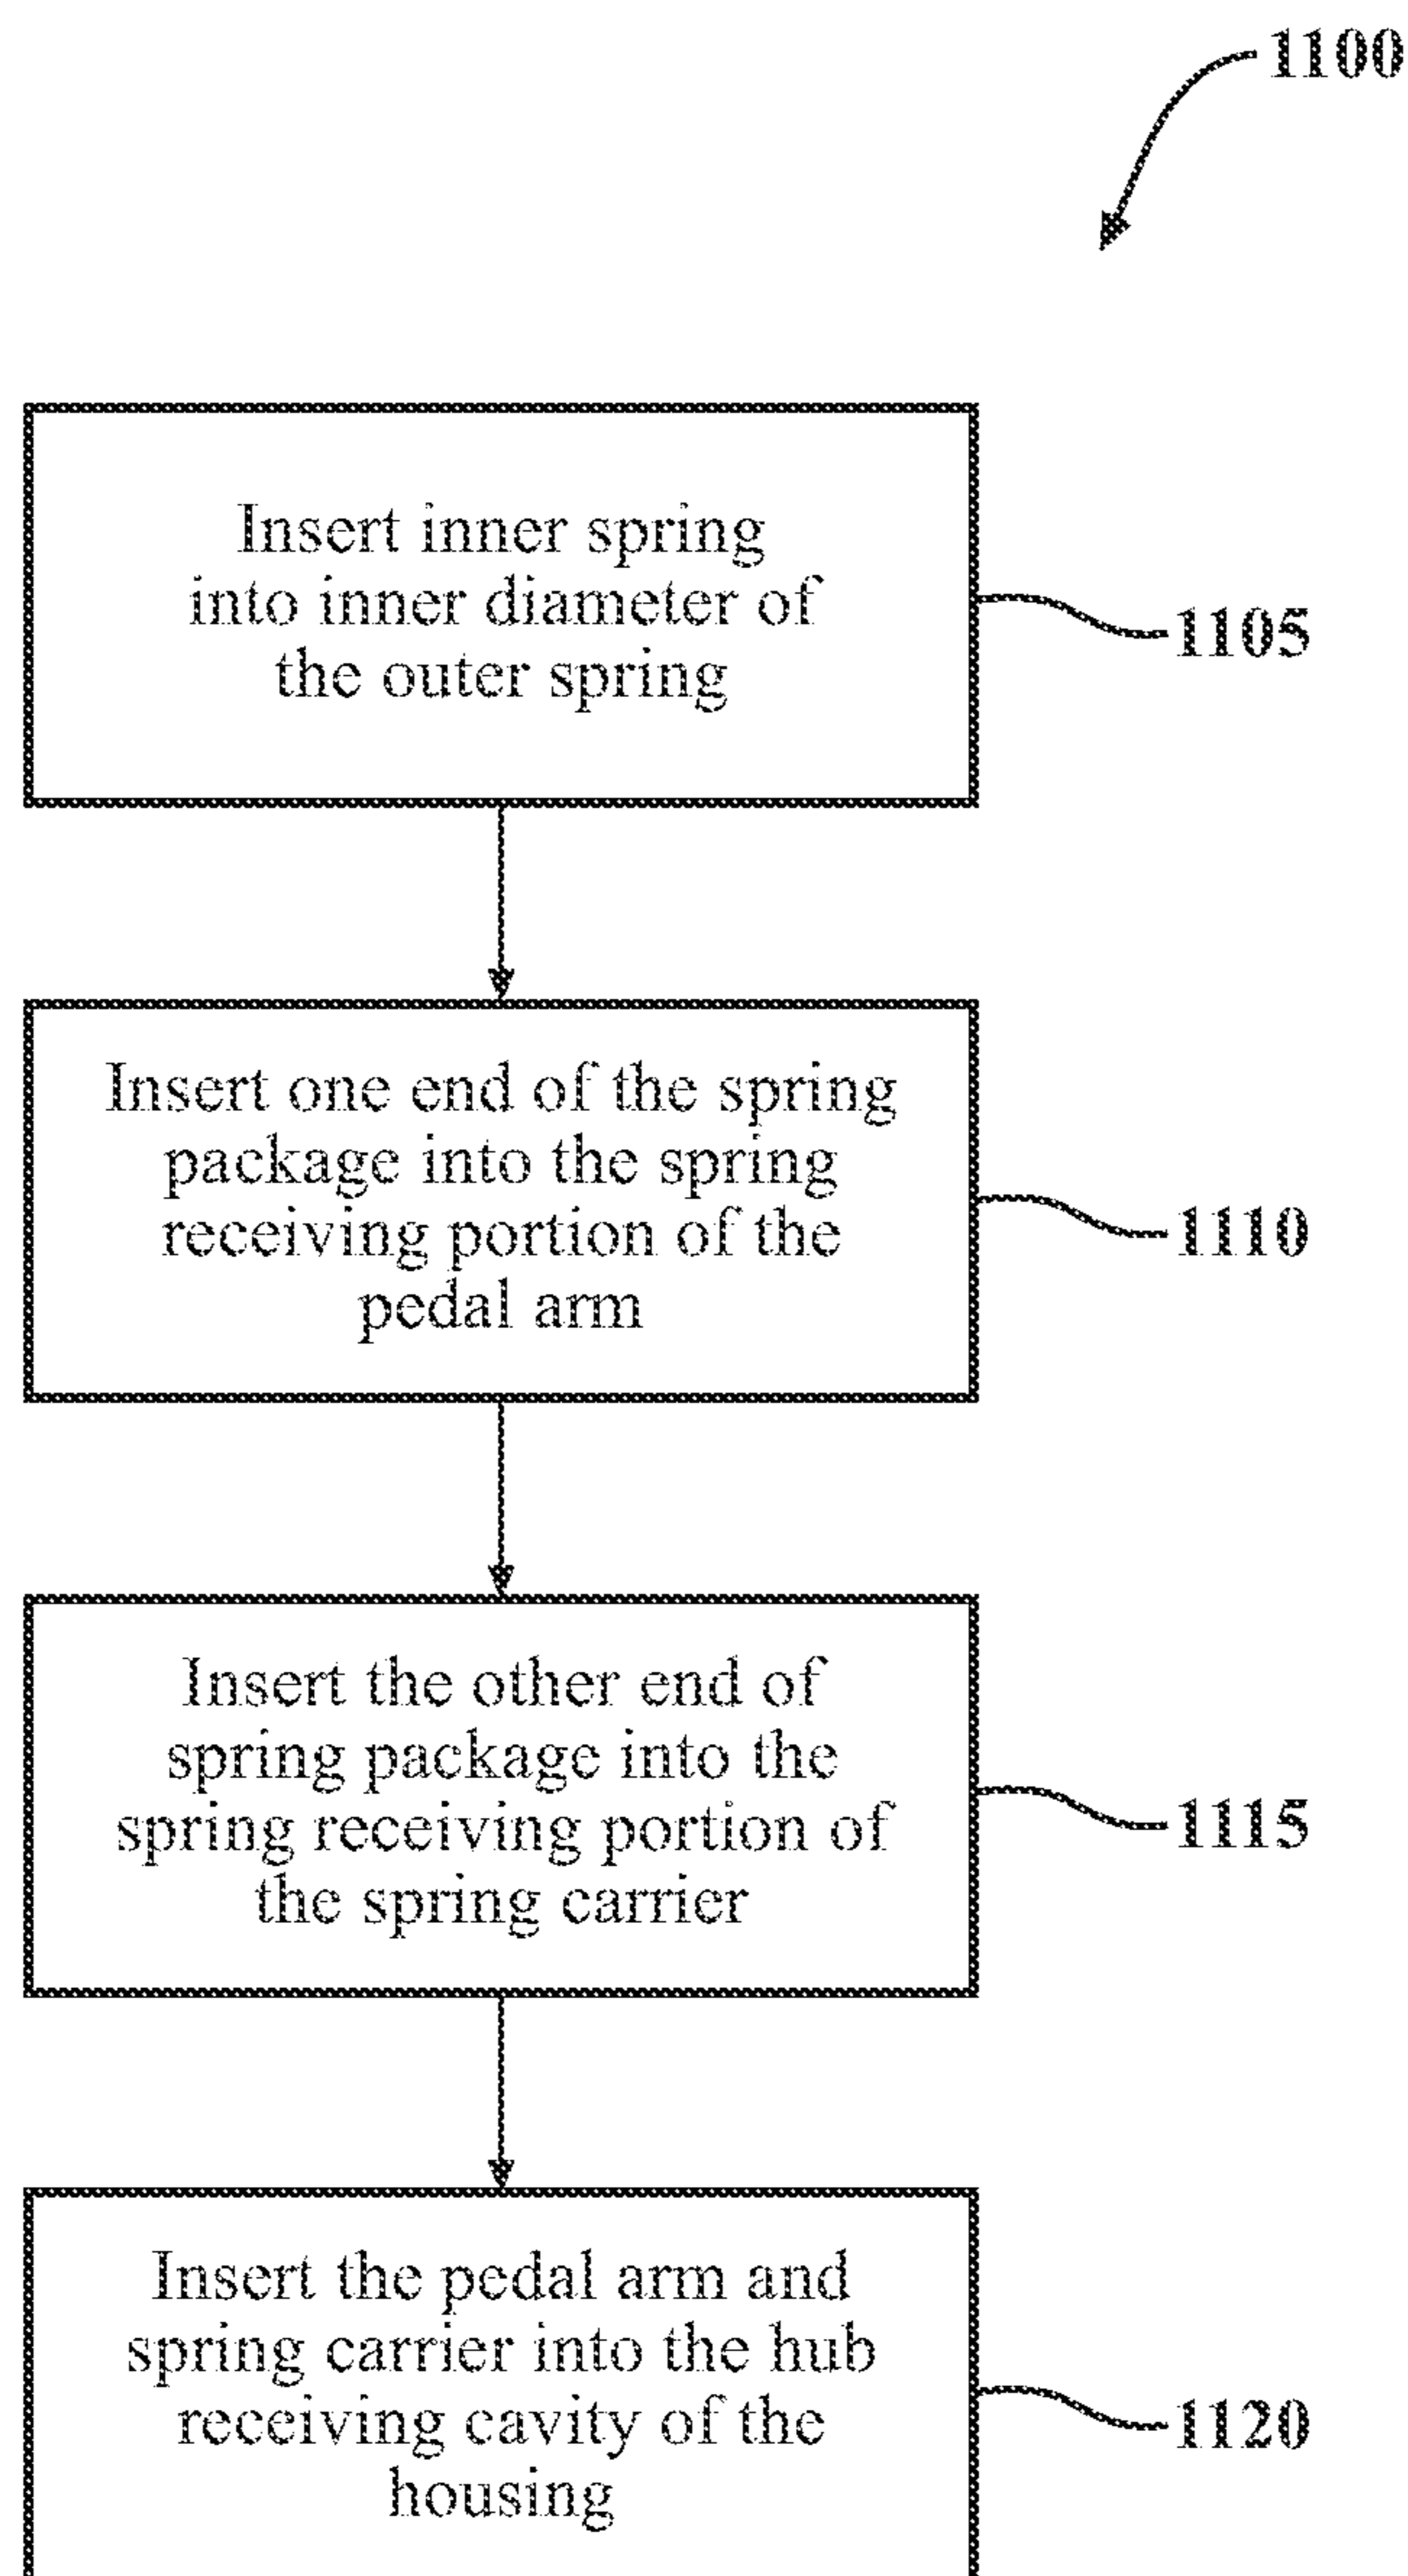 1100
Insert inner spring
into inner diameter of
the outer spring
1105
Insert one end of the spring
package into the spring
receiving portion of the
pedal arm
1110
Insert the other end of
spring package into the
spring receiving portion of
the spring carrier
1115
Insert the pedal arm and
spring carrier into the hub
receiving cavity of the
housing
1120